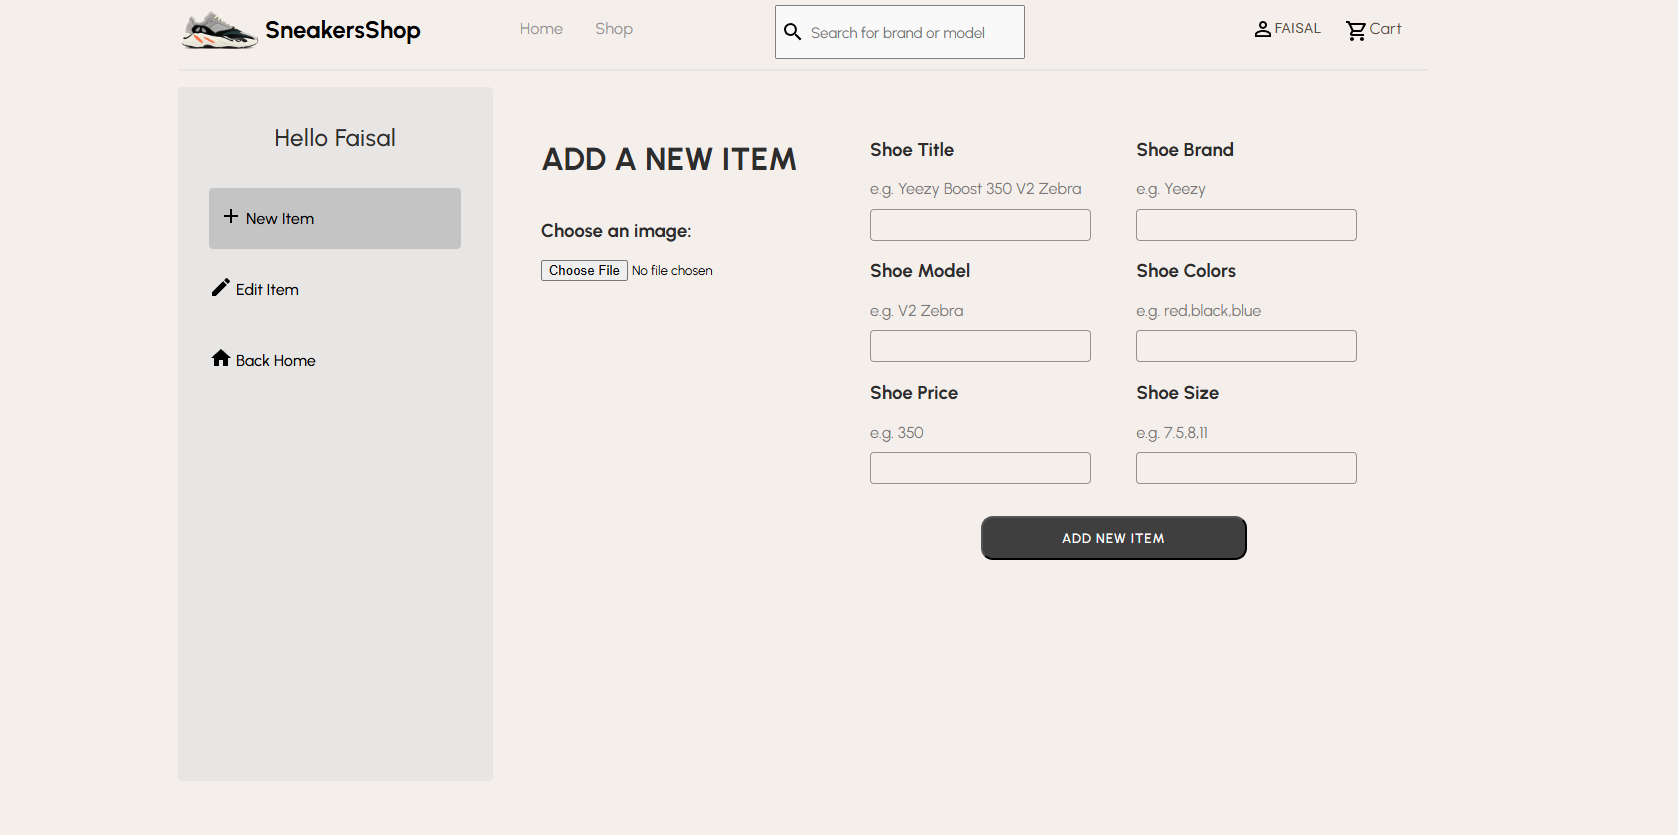 SneakersShop
Home
Shop
Search for brand or model
FAISAL
Cart
Hello Faisal
New Item
Edit Item
Back Home
ADD A NEW ITEM
Choose an image:
Choose File No file chosen
Shoe Title
e.g. Yeezy Boost 350 V2 Zebra
Shoe Brand
e.g. Yeezy
Shoe Model
e.g. V2 Zebra
Shoe Colors
e.g. red,black,blue
Shoe Price
e.g. 350
Shoe Size
e.g. 7.5,8,11
ADD NEW ITEM